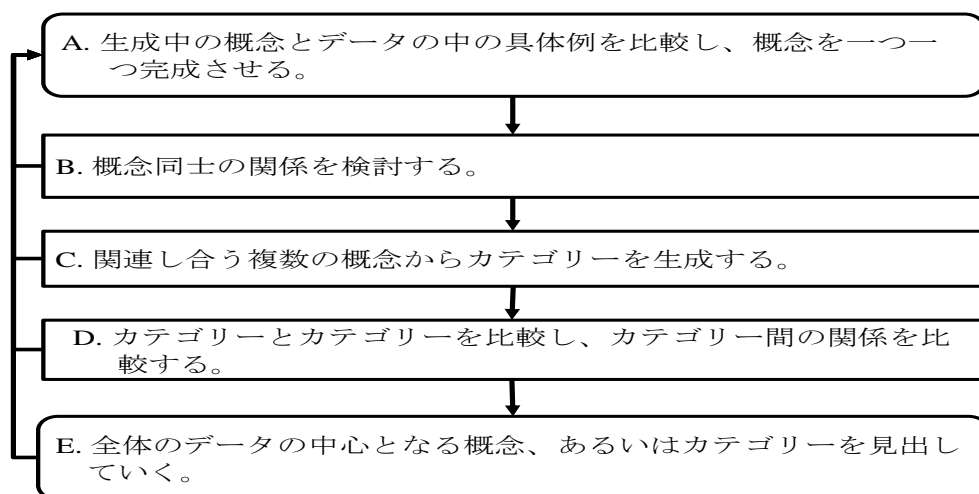 A. 生成中の概念とデータの中の具体例を比較し、概念を一つ一
つ完成させる。
B. 概念同士の関係を検討する。
C. 関連し合う複数の概念からカテゴリーを生成する。
D. カテゴリーとカテゴリーを比較し、カテゴリー間の関係を比
較する。
E. 全体のデータの中心となる概念、あるいはカテゴリーを見出し
ていく。